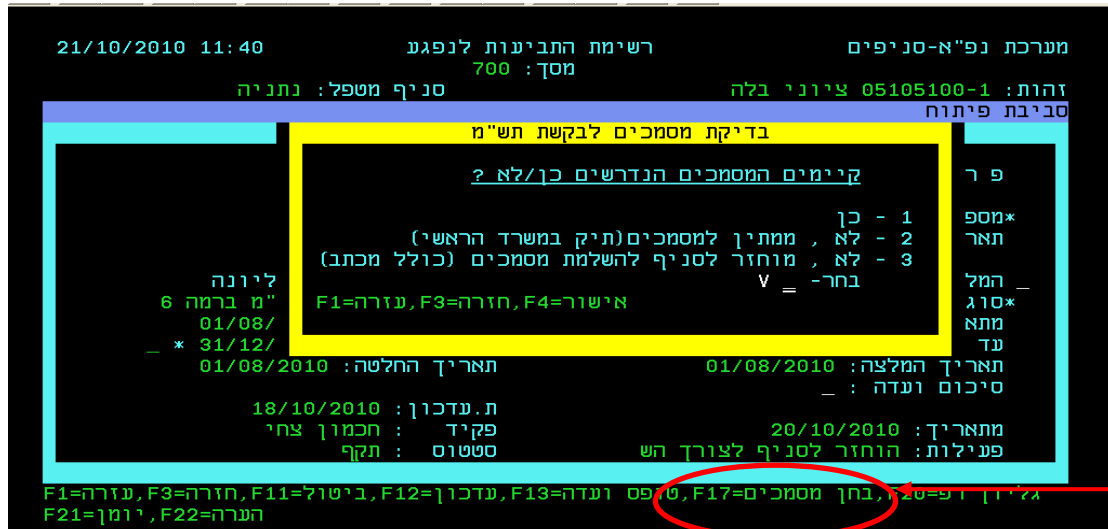 מערכת נפ"א-סניפים רשימת התביעות לנפגע 21/10/2010 11:40
מסך: 700
זהות: 05105100-1 ציוני בלה סניף מטפל: נתניה
סביבת פיתוח
בדיקת מסמכים לבקשת תש"מ
פ ר קיימים המסמכים הנדרשים כן/לא ?
*מספ 1 - כן
תאר 2 - לא , ממתין למסמכים(תיק במשרד הראשי)
3 - לא , מוחזר לסניף להשלמת מסמכים (כולל מכתב)
_ המל בחר- _ V ליונה
*סוג F1=עזרה,F3=חזרה,F4=אישור "מ ברמה 6
מתא 01/08/
עד 31/12/ * _
תאריך המלצה: 01/08/2010 תאריך החלטה: 01/08/2010
סיכום ועדה : _
ת.עדכון: 18/10/2010
מתאריך: 20/10/2010 פקיד : חכמון צחי
פעילות: הוחזר לסניף לצורך הש סטטוס : תקף
F1=עזרה,F3=חזרה,F11=ביטול,F12=עדכון,F13=טופס ועדה,F17=בחן מסמכים,F20=גליון רפ
F21=יומן,F22=הערה